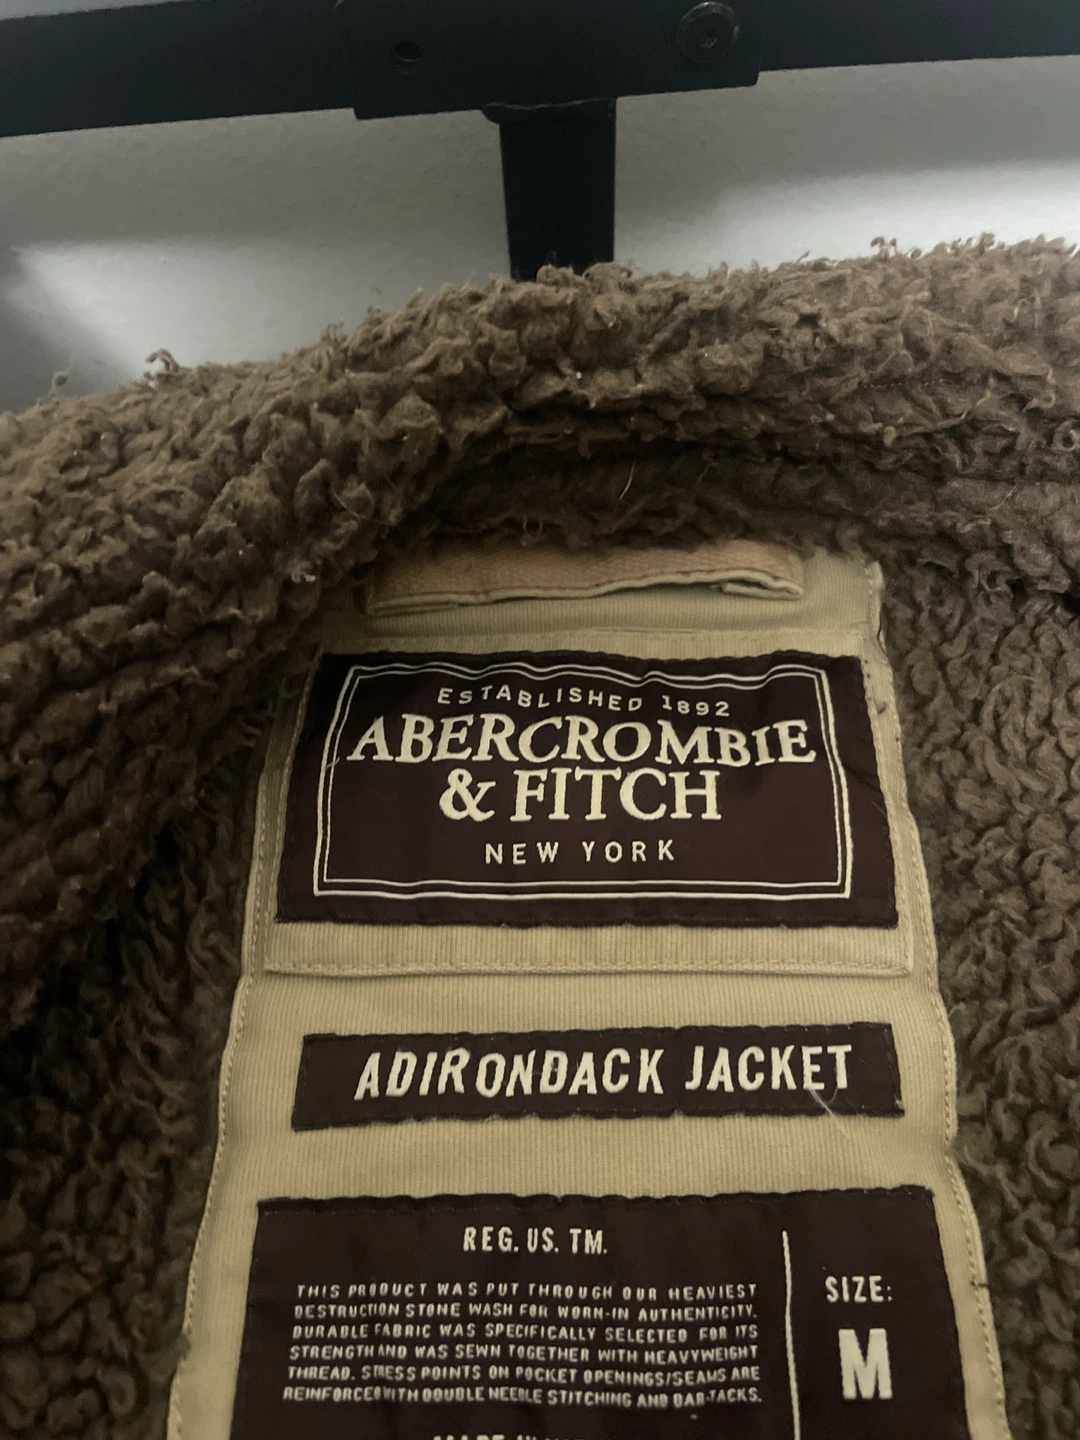 ESTABLISHED 1892
ABERCROMBIE
& FITCH
NEW YORK
ADIRONDACK JACKET
REG. US. TM.
THIS PRODUCT WAS PUT THROUGH OUR HEAVIEST
DESTRUCTION STONE WASH FOR WORN-IN AUTHENTICITY.
DURABLE FABRIC WAS SPECIFICALLY SELECTED FOR ITS
STRENGTH AND WAS SEWN TOGETHER WITH HEAVYWEIGHT
THREAD. STRESS POINTS ON POCKET OPENINGS/SEAMS ARE
REINFORCED WITH DOUBLE NEEDLE STITCHING AND BAR-TACKS.
SIZE:
M